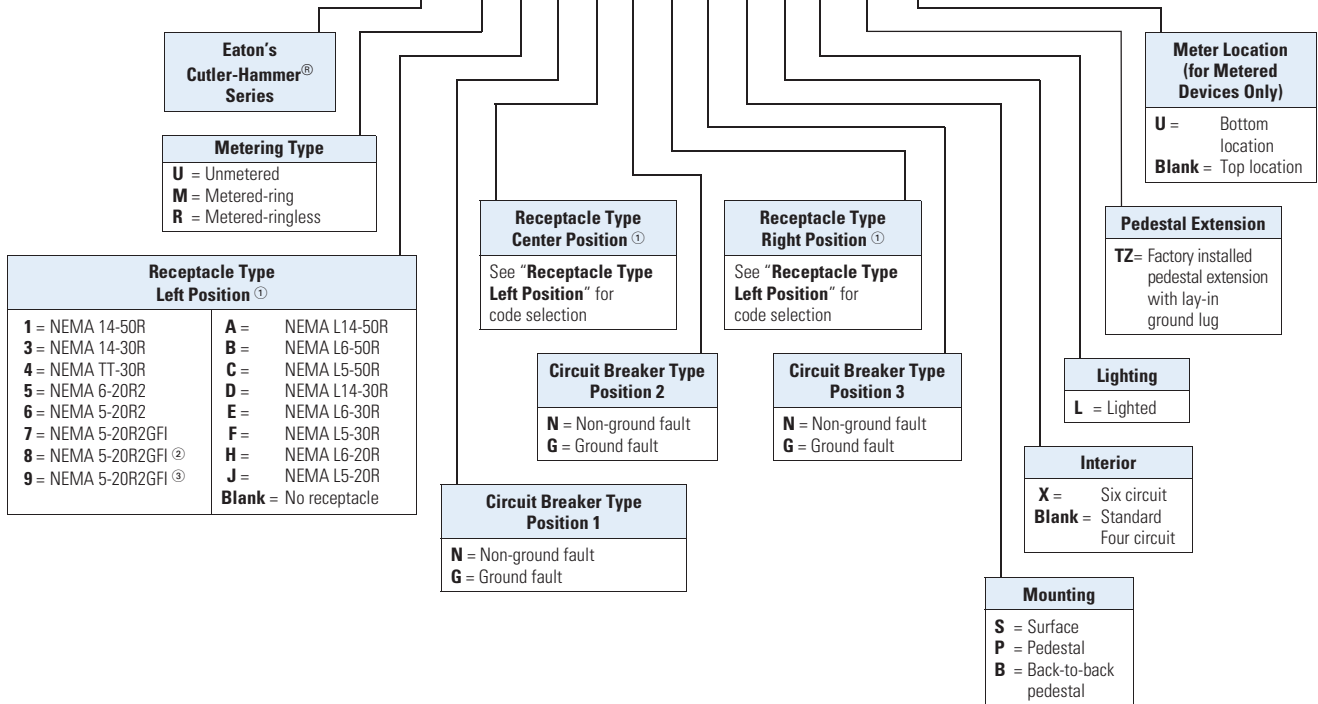 Eaton's
Cutler-Hammer®
Series
Meter Location
(for Metered
Devices Only)
U = Bottom
location
Blank = Top location
Metering Type
U = Unmetered
M = Metered-ring
R = Metered-ringless
Receptacle Type
Center Position ①
See “Receptacle Type
Left Position” for
code selection
Receptacle Type
Right Position ①
See “Receptacle Type
Left Position” for
code selection
Pedestal Extension
TZ= Factory installed
pedestal extension
with lay-in
ground lug
Receptacle Type
Left Position ①
1 = NEMA 14-50R
3 = NEMA 14-30R
4 = NEMA TT-30R
5 = NEMA 6-20R2
6 = NEMA 5-20R2
7 = NEMA 5-20R2GFI
8 = NEMA 5-20R2GFI ②
9 = NEMA 5-20R2GFI ③
A = NEMA L14-50R
B = NEMA L6-50R
C = NEMA L5-50R
D = NEMA L14-30R
E = NEMA L6-30R
F = NEMA L5-30R
H = NEMA L6-20R
J = NEMA L5-20R
Blank = No receptacle
Circuit Breaker Type
Position 2
N = Non-ground fault
G = Ground fault
Circuit Breaker Type
Position 3
N = Non-ground fault
G = Ground fault
Lighting
L = Lighted
Interior
X = Six circuit
Blank = Standard
Four circuit
Circuit Breaker Type
Position 1
N = Non-ground fault
G = Ground fault
Mounting
S = Surface
P = Pedestal
B = Back-to-back
pedestal